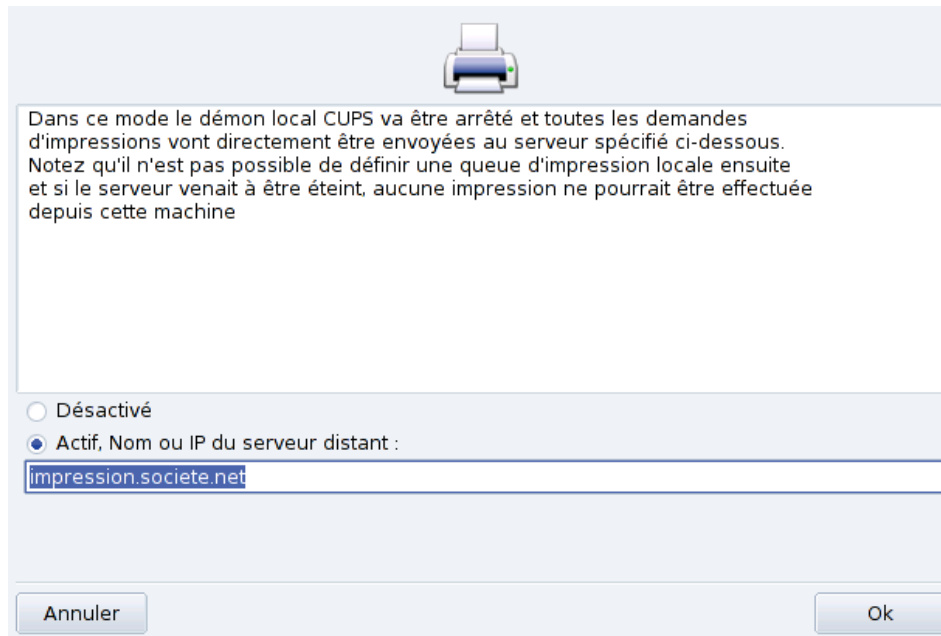 Dans ce mode le démon local CUPS va être arrêté et toutes les demandes
d'impressions vont directement être envoyées au serveur spécifié ci-dessous.
Notez qu'il n'est pas possible de définir une queue d'impression locale ensuite
et si le serveur venait à être éteint, aucune impression ne pourrait être effectuée
depuis cette machine
Désactivé
Actif, Nom ou IP du serveur distant :
impression.societe.net
Annuler
Ok